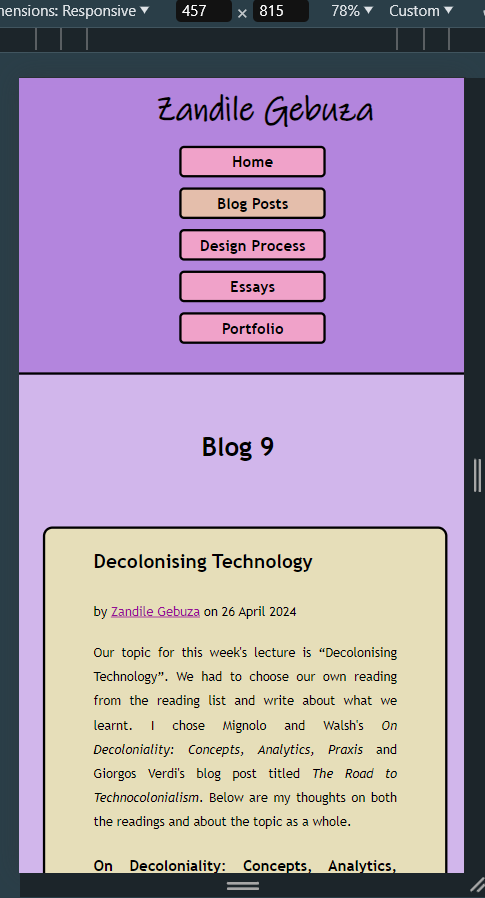 nensions: Responsive 457 × 815 78% Custom
Zandile Gebuza
Home
Blog Posts
Design Process
Essays
Portfolio
Blog 9
Decolonising Technology
by Zandile Gebuza on 26 April 2024
Our topic for this week's lecture is “Decolonising
Technology”. We had to choose our own reading
from the reading list and write about what we
learnt. I chose Mignolo and Walsh's On
Decoloniality: Concepts, Analytics, Praxis and
Giorgos Verdi's blog post titled The Road to
Technocolonialism. Below are my thoughts on both
the readings and about the topic as a whole.
On Decoloniality: Concepts, Analytics,